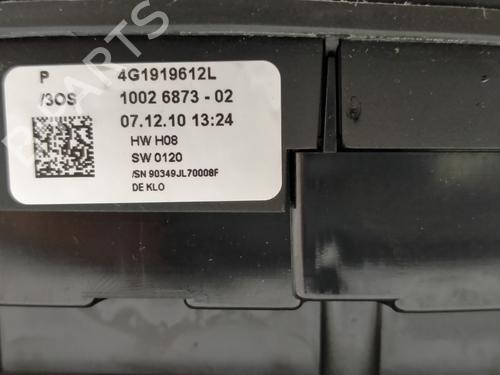 P 4G1919612L
/3OS 1002 6873 - 02
07.12.10 13:24
HW H08
SW 0120
/SN 90349JL70008F
DE KLO